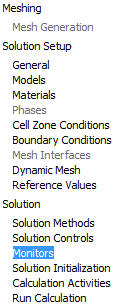 Meshing
Mesh Generation
Solution Setup
General
Models
Materials
Phases
Cell Zone Conditions
Boundary Conditions
Mesh Interfaces
Dynamic Mesh
Reference Values
Solution
Solution Methods
Solution Controls
Monitors
Solution Initialization
Calculation Activities
Run Calculation